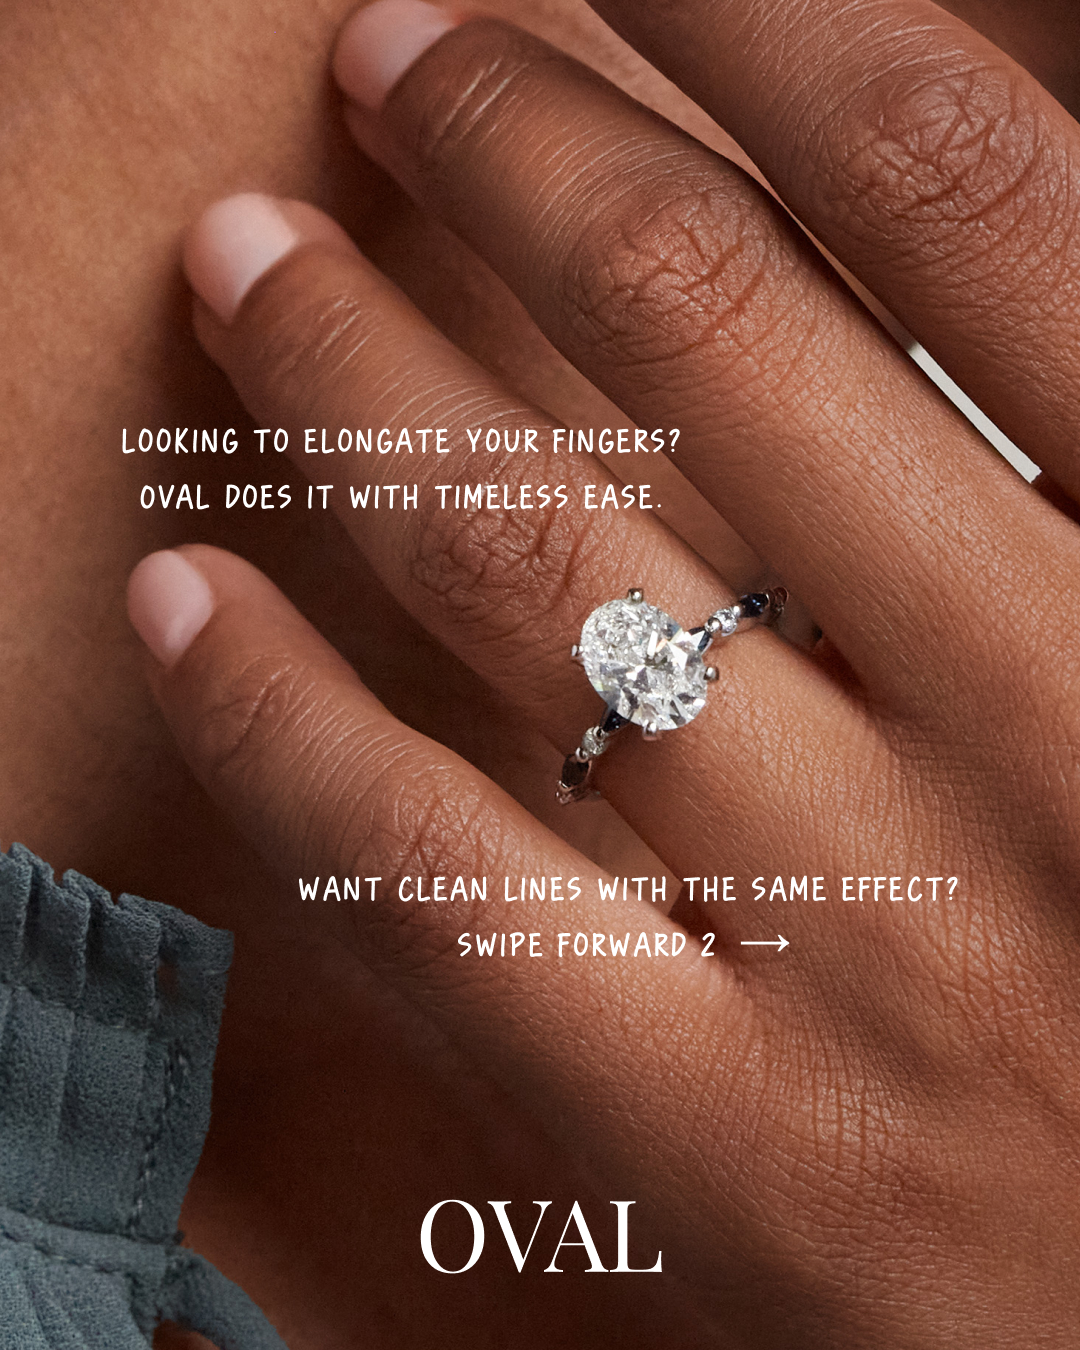 LOOKING TO ELONGATE YOUR FINGERS?
OVAL DOES IT WITH TIMELESS EASE.
WANT CLEAN LINES WITH THE SAME EFFECT?
SWIPE FORWARD 2 →
OVAL